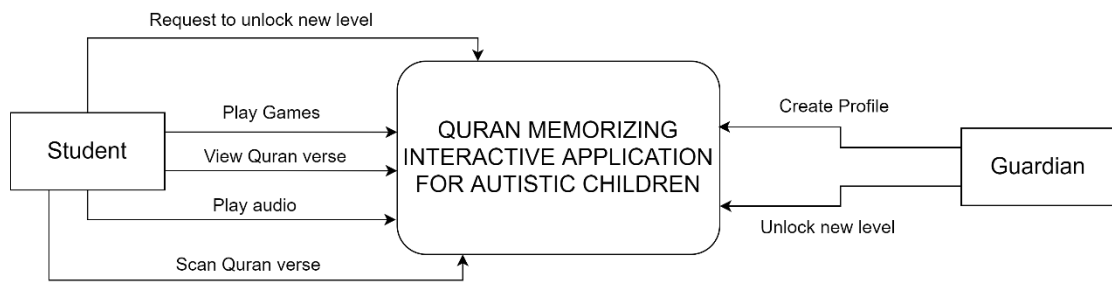 Request to unlock new level
Play Games
Student
View Quran verse
Play audio
Scan Quran verse
QURAN MEMORIZING
INTERACTIVE APPLICATION
FOR AUTISTIC CHILDREN
Create Profile
Guardian
Unlock new level